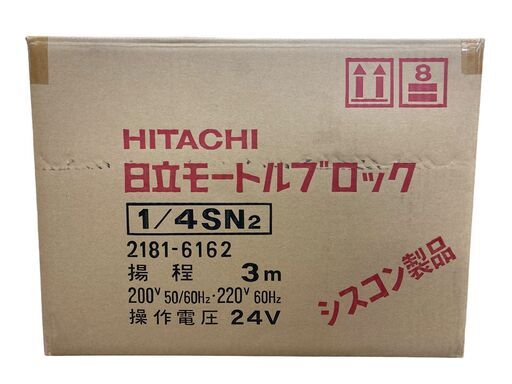 8
HITACHI
日立モートルブロック
1/4SN2
2181-6162
揚程 3m
200V 50/60Hz・220V 60Hz
操作電圧 24V
シスコン製品